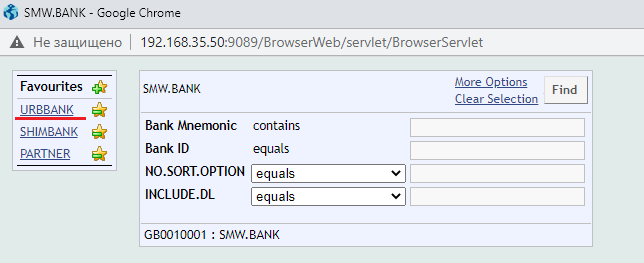 SMW.BANK - Google Chrome
Не защищено 192.168.35.50:9089/BrowserWeb/servlet/BrowserServlet
Favourites
URBBANK
SHIMBANK
PARTNER
SMW.BANK
More Options
Clear Selection
Find
Bank Mnemonic contains
Bank ID equals
NO.SORT.OPTION equals
INCLUDE.DL equals
GB0010001 : SMW.BANK